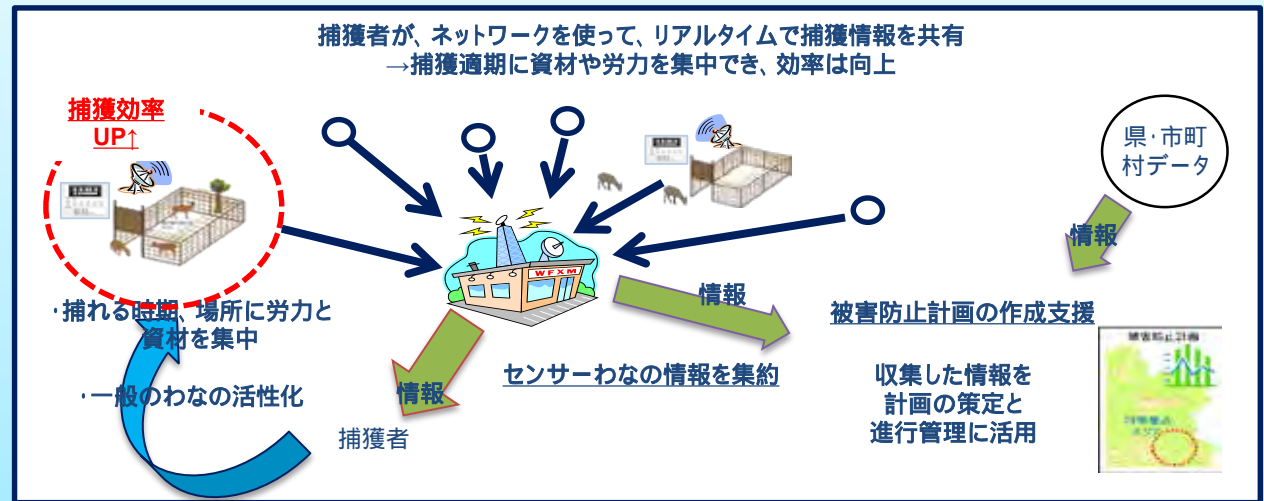 捕獲者が、ネットワークを使って、リアルタイムで捕獲情報を共有
→捕獲適期に資材や労力を集中でき、効率は向上
捕獲効率
UP↑
県・市町
村データ
情報
WFXM
・捕れる時期、場所に労力と
資材を集中
・一般のわなの活性化
情報
捕獲者
センサーわなの情報を集約
情報
被害防止計画の作成支援
収集した情報を
計画の策定と
進行管理に活用
被害防止計画